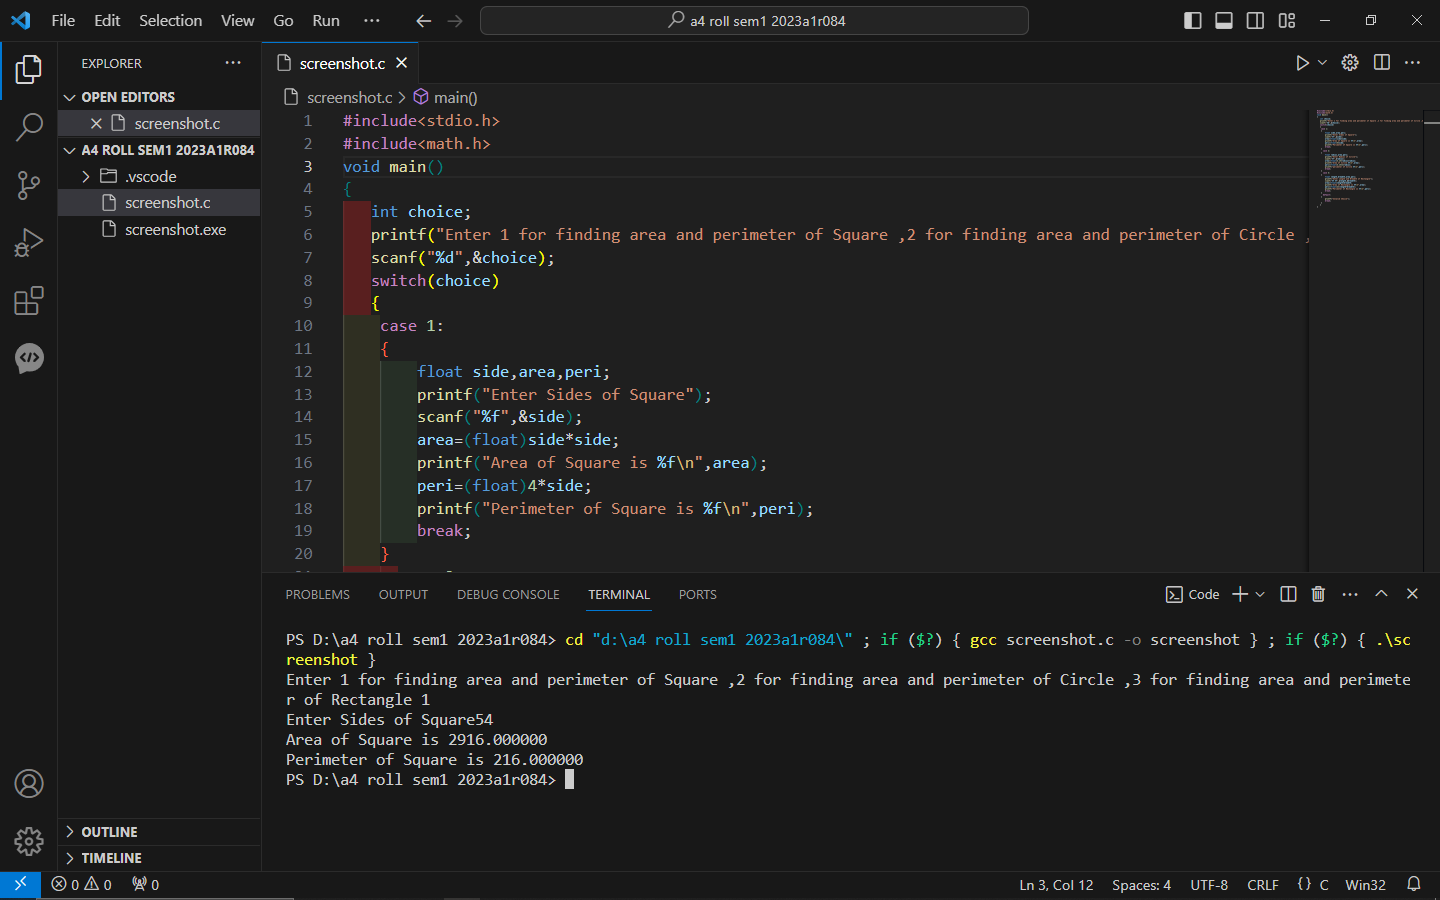 File Edit Selection View Go Run ··· a4 roll sem1 2023a1r084
EXPLORER ···
OPEN EDITORS
screenshot.c
A4 ROLL SEM1 2023A1R084
.vscode
screenshot.c
screenshot.exe
OUTLINE
TIMELINE
screenshot.c
screenshot.c > main()
1 #include<stdio.h>
2 #include<math.h>
3 void main()
4 {
5 int choice;
6 printf("Enter 1 for finding area and perimeter of Square ,2 for finding area and perimeter of Circle ,
7 scanf("%d",&choice);
8 switch(choice)
9 {
10 case 1:
11 {
12 float side,area,peri;
13 printf("Enter Sides of Square");
14 scanf("%f",&side);
15 area=(float)side*side;
16 printf("Area of Square is %f\n",area);
17 peri=(float)4*side;
18 printf("Perimeter of Square is %f\n",peri);
19 break;
20 }
PROBLEMS OUTPUT DEBUG CONSOLE TERMINAL PORTS Code
PS D:\a4 roll sem1 2023a1r084> cd "d:\a4 roll sem1 2023a1r084\" ; if ($?) { gcc screenshot.c -o screenshot } ; if ($?) { .\sc
reenshot }
Enter 1 for finding area and perimeter of Square ,2 for finding area and perimeter of Circle ,3 for finding area and perimete
r of Rectangle 1
Enter Sides of Square54
Area of Square is 2916.000000
Perimeter of Square is 216.000000
PS D:\a4 roll sem1 2023a1r084>
0 0 0 Ln 3, Col 12 Spaces: 4 UTF-8 CRLF {} C Win32